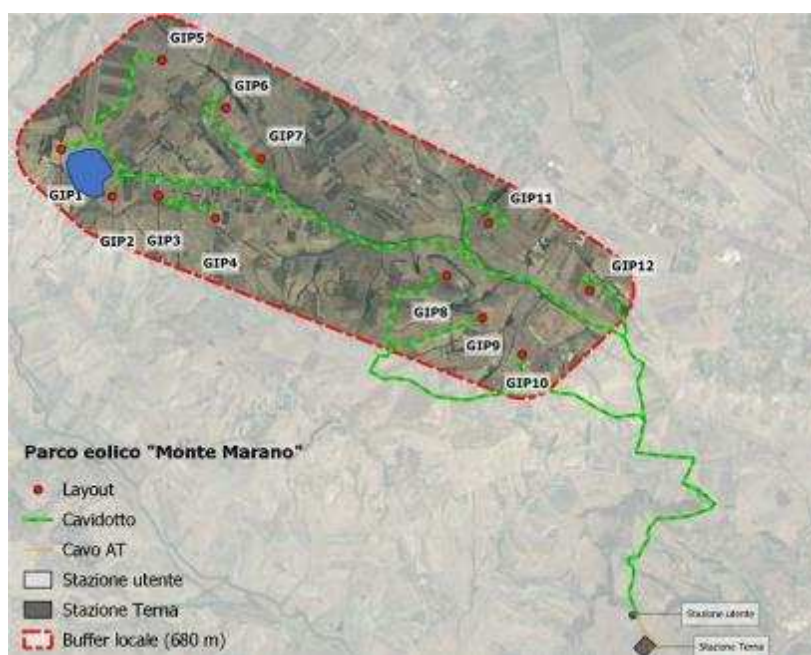 GIP5
GIP6
GIP7
GIP1
GIP2
GIP3
GIP4
GIP11
GIP12
GIP8
GIP9
GIP10
Parco eolico "Monte Marano"
Layout
Cavidotto
Cavo AT
Stazione utente
Stazione Terna
Buffer locale (680 m)
Stazione utente
Stazione Terna